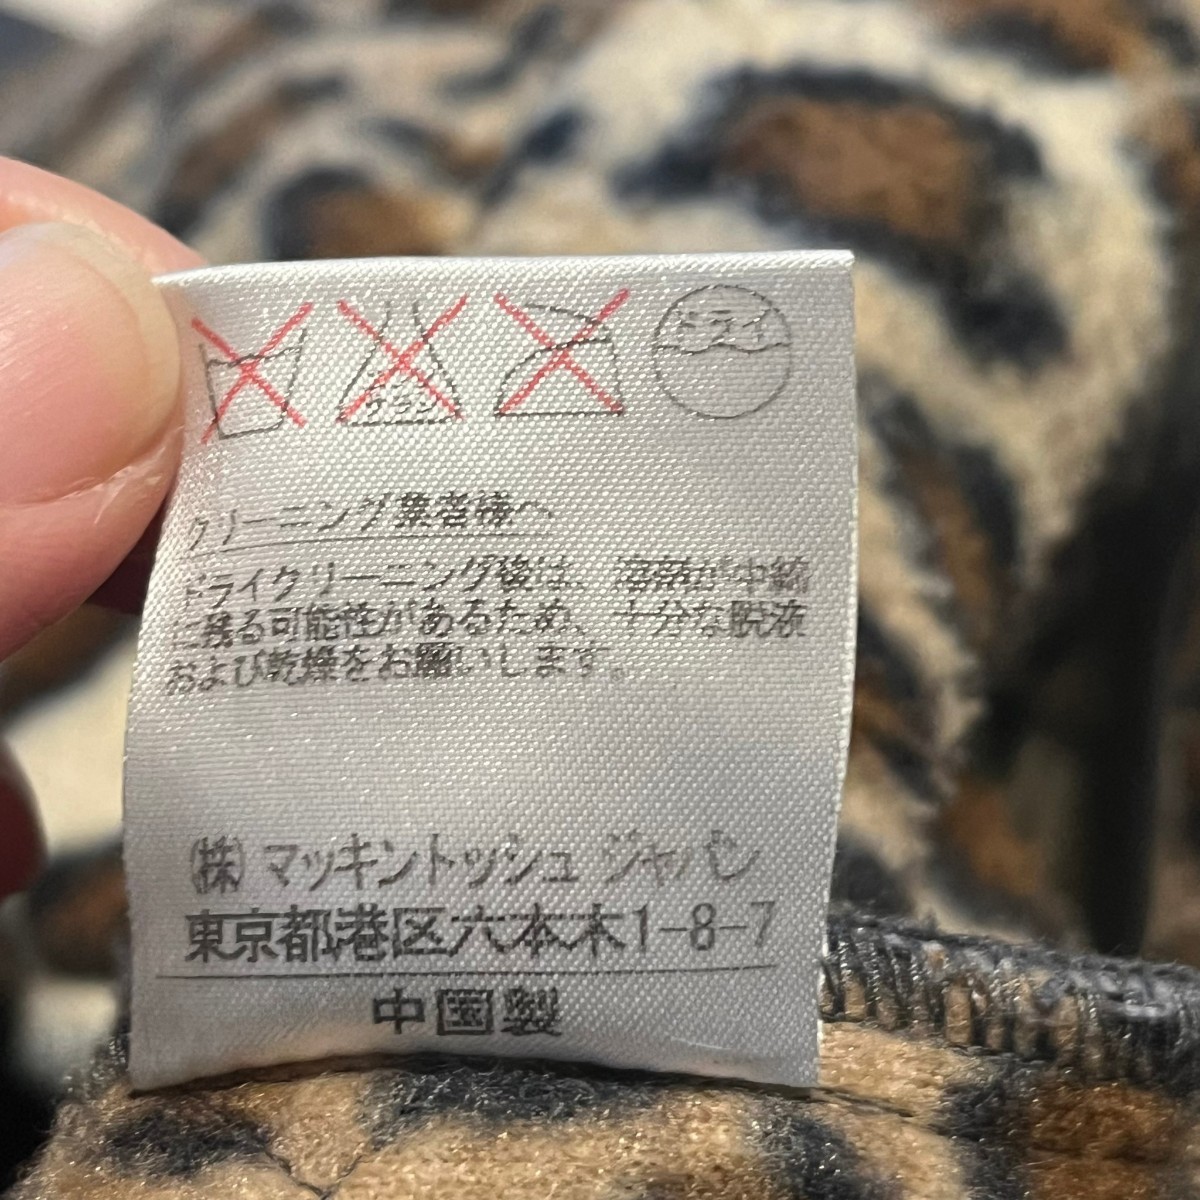 エンソ
ドライ
クリーニング業者様へ
ドライクリーニング後は、溶剤が中綿
に残る可能性があるため、十分な脱液
および乾燥をお願いします。
(株)マッキントッシュ ジャパン
東京都港区六本木1-8-7
中国製